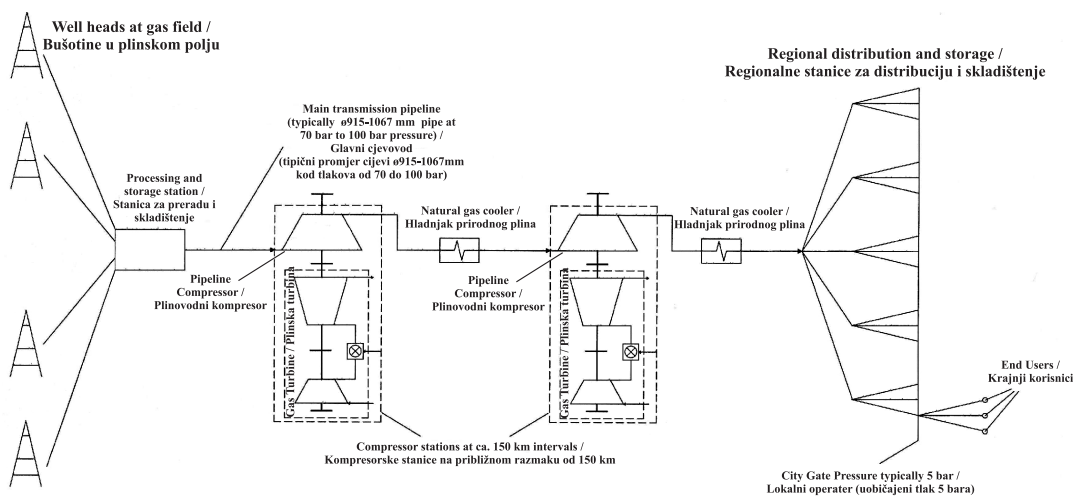 Well heads at gas field /
Bušotine u plinskom polju
Regional distribution and storage /
Regionalne stanice za distribuciju i skladištenje
Main transmission pipeline
(typically ø915-1067 mm pipe at
70 bar to 100 bar pressure) /
Glavni cjevovod
(tipični promjer cijevi ø915-1067mm
kod tlakova od 70 do 100 bar)
Processing and
storage station /
Stanica za preradu i
skladištenje
Natural gas cooler /
Hladnjak prirodnog plina
Natural gas cooler /
Hladnjak prirodnog plina
Pipeline
Compressor /
Plinovodni kompresor
Pipeline
Compressor /
Plinovodni kompresor
Gas Turbine / Plinska turbina
Gas Turbine / Plinska turbina
End Users /
Krajnji korisnici
Compressor stations at ca. 150 km intervals /
Kompresorske stanice na približnom razmaku od 150 km
City Gate Pressure typically 5 bar /
Lokalni operater (uobičajeni tlak 5 bara)